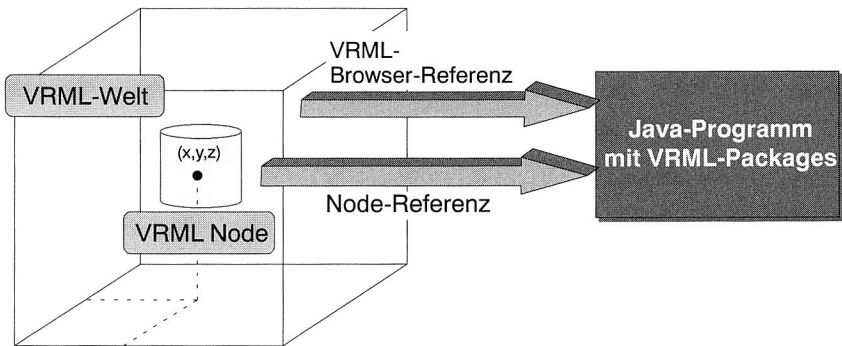 VRML-Welt
VRML-
Browser-Referenz
(x,y,z)
VRML Node
Node-Referenz
Java-Programm
mit VRML-Packages